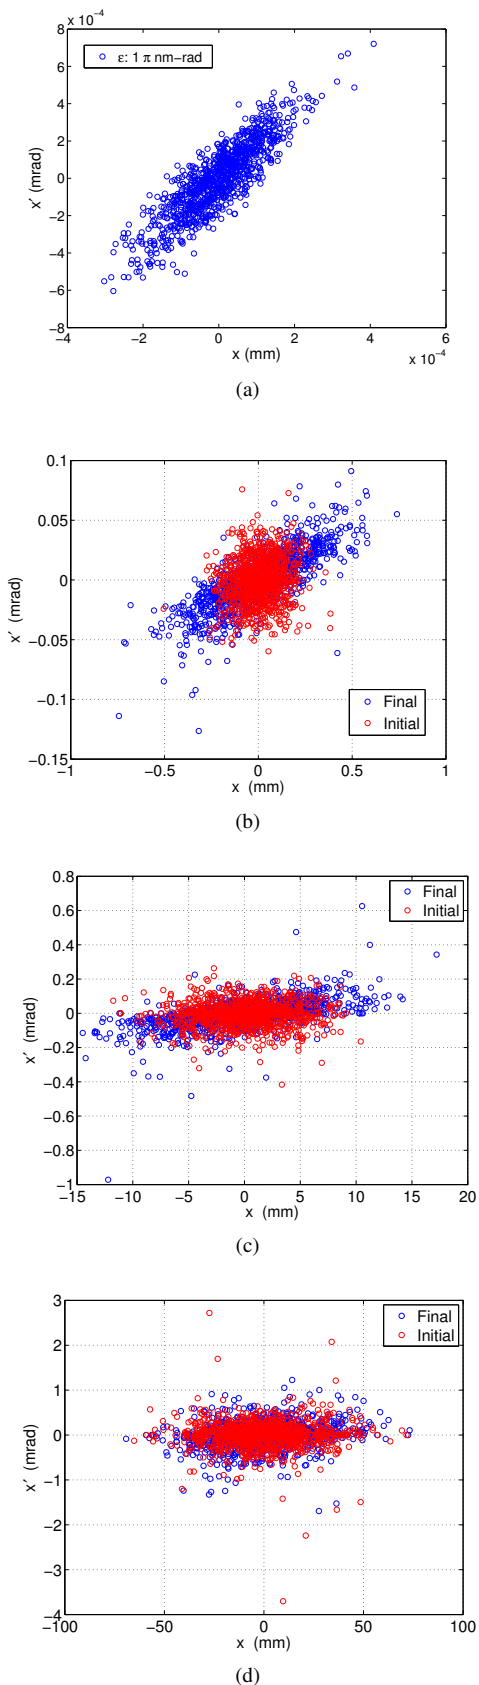 x 10⁻⁴
8
6
4
2
0
−2
−4
−6
−8
ε: 1 π nm−rad
x′ (mrad)
−4 −2 0 2 4 6
x (mm)
x 10⁻⁴
(a)
0.1
0.05
0
−0.05
−0.1
−0.15
x′ (mrad)
Final
Initial
−1 −0.5 0 0.5 1
x (mm)
(b)
0.8
0.6
0.4
0.2
0
−0.2
−0.4
−0.6
−0.8
−1
x′ (mrad)
Final
Initial
−15 −10 −5 0 5 10 15 20
x (mm)
(c)
3
2
1
0
−1
−2
−3
−4
x′ (mrad)
Final
Initial
−100 −50 0 50 100
x (mm)
(d)